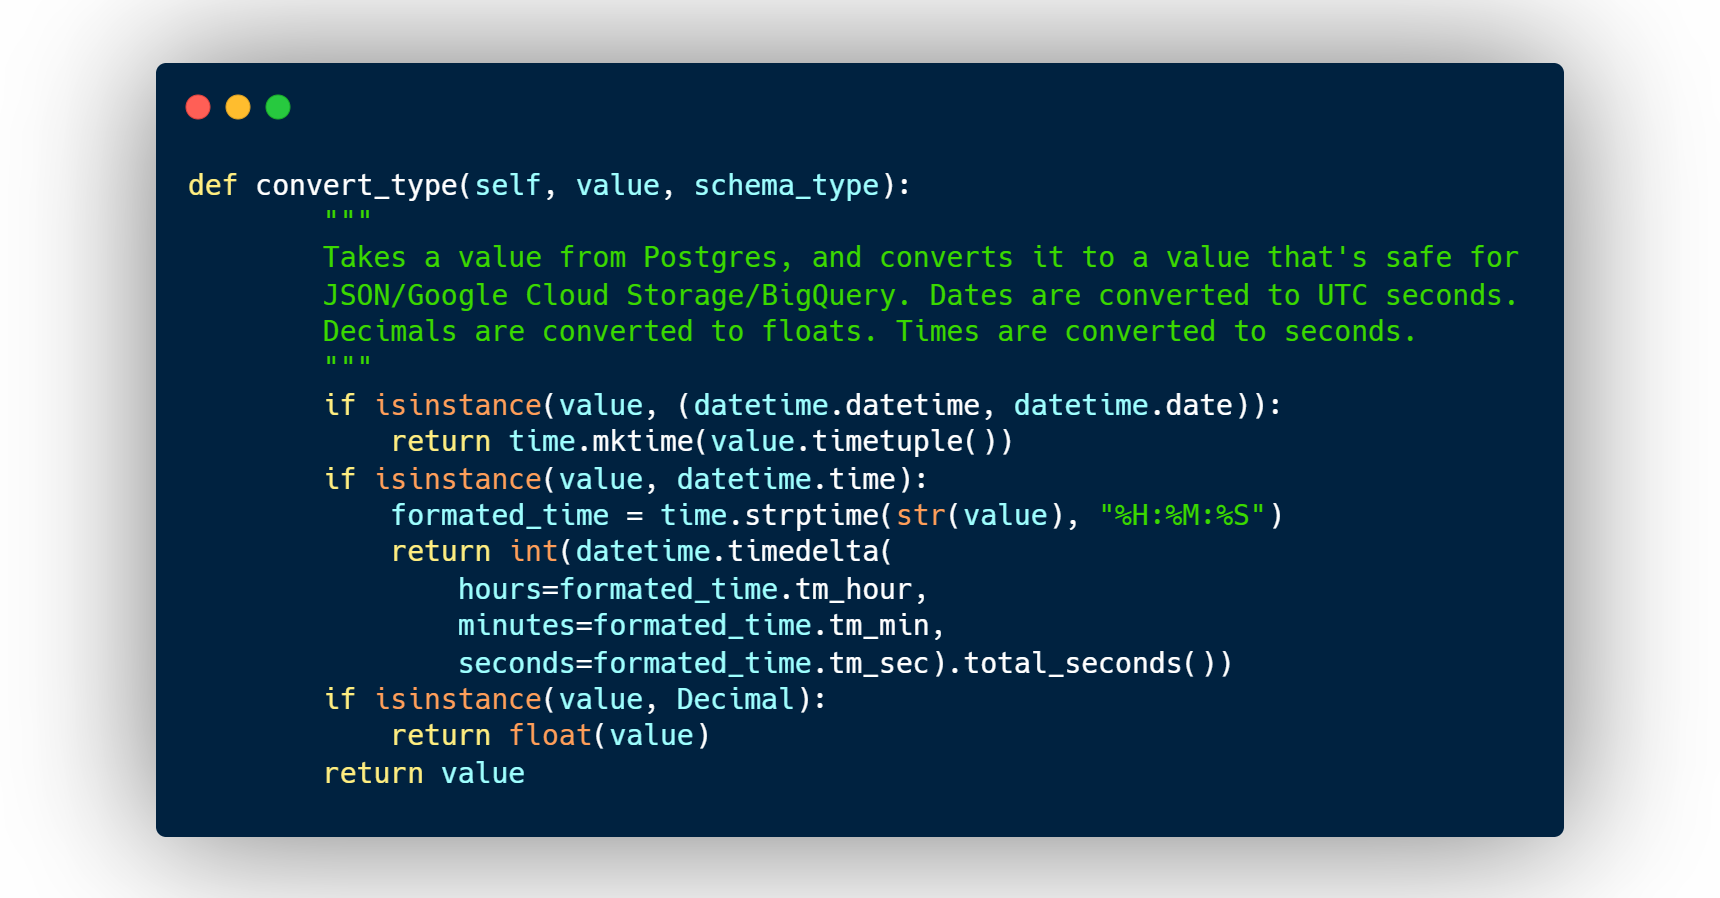 def convert_type(self, value, schema_type):
        """
        Takes a value from Postgres, and converts it to a value that's safe for
        JSON/Google Cloud Storage/BigQuery. Dates are converted to UTC seconds.
        Decimals are converted to floats. Times are converted to seconds.
        """
        if isinstance(value, (datetime.datetime, datetime.date)):
            return time.mktime(value.timetuple())
        if isinstance(value, datetime.time):
            formated_time = time.strptime(str(value), "%H:%M:%S")
            return int(datetime.timedelta(
                hours=formated_time.tm_hour,
                minutes=formated_time.tm_min,
                seconds=formated_time.tm_sec).total_seconds())
        if isinstance(value, Decimal):
            return float(value)
        return value